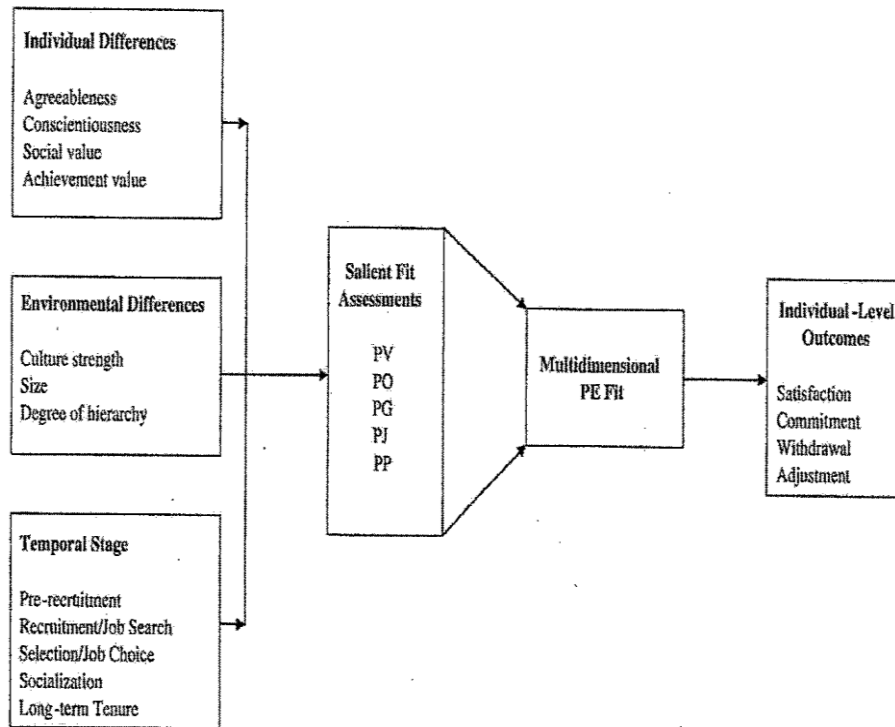 Individual Differences
Agreeableness
Conscientiousness
Social value
Achievement value
Environmental Differences
Culture strength
Size
Degree of hierarchy
Temporal Stage
Pre-recruitment
Recruitment/Job Search
Selection/Job Choice
Socialization
Long-term Tenure
Salient Fit
Assessments
PV
PO
PG
PJ
PP
Multidimensional
PE Fit
Individual-Level
Outcomes
Satisfaction
Commitment
Withdrawal
Adjustment